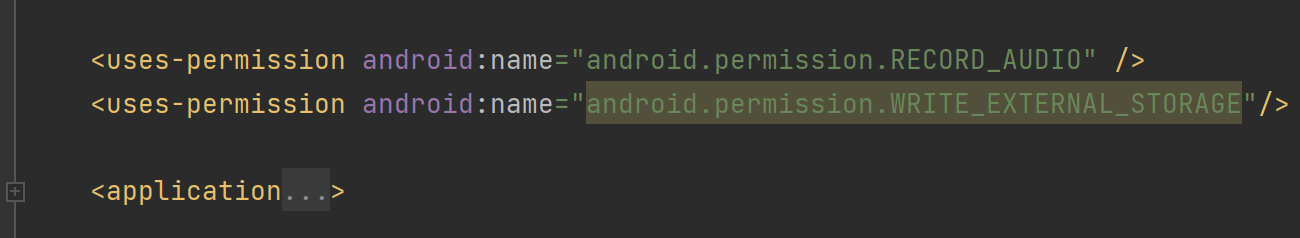 <uses-permission android:name="android.permission.RECORD_AUDIO" />
<uses-permission android:name="android.permission.WRITE_EXTERNAL_STORAGE"/>
<application...>